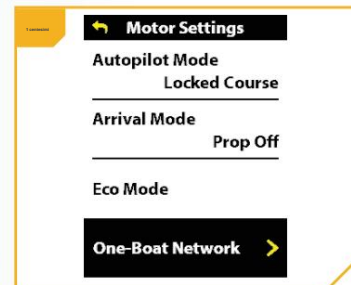 Motor Settings
Autopilot Mode
Locked Course
Arrival Mode
Prop Off
Eco Mode
One-Boat Network >